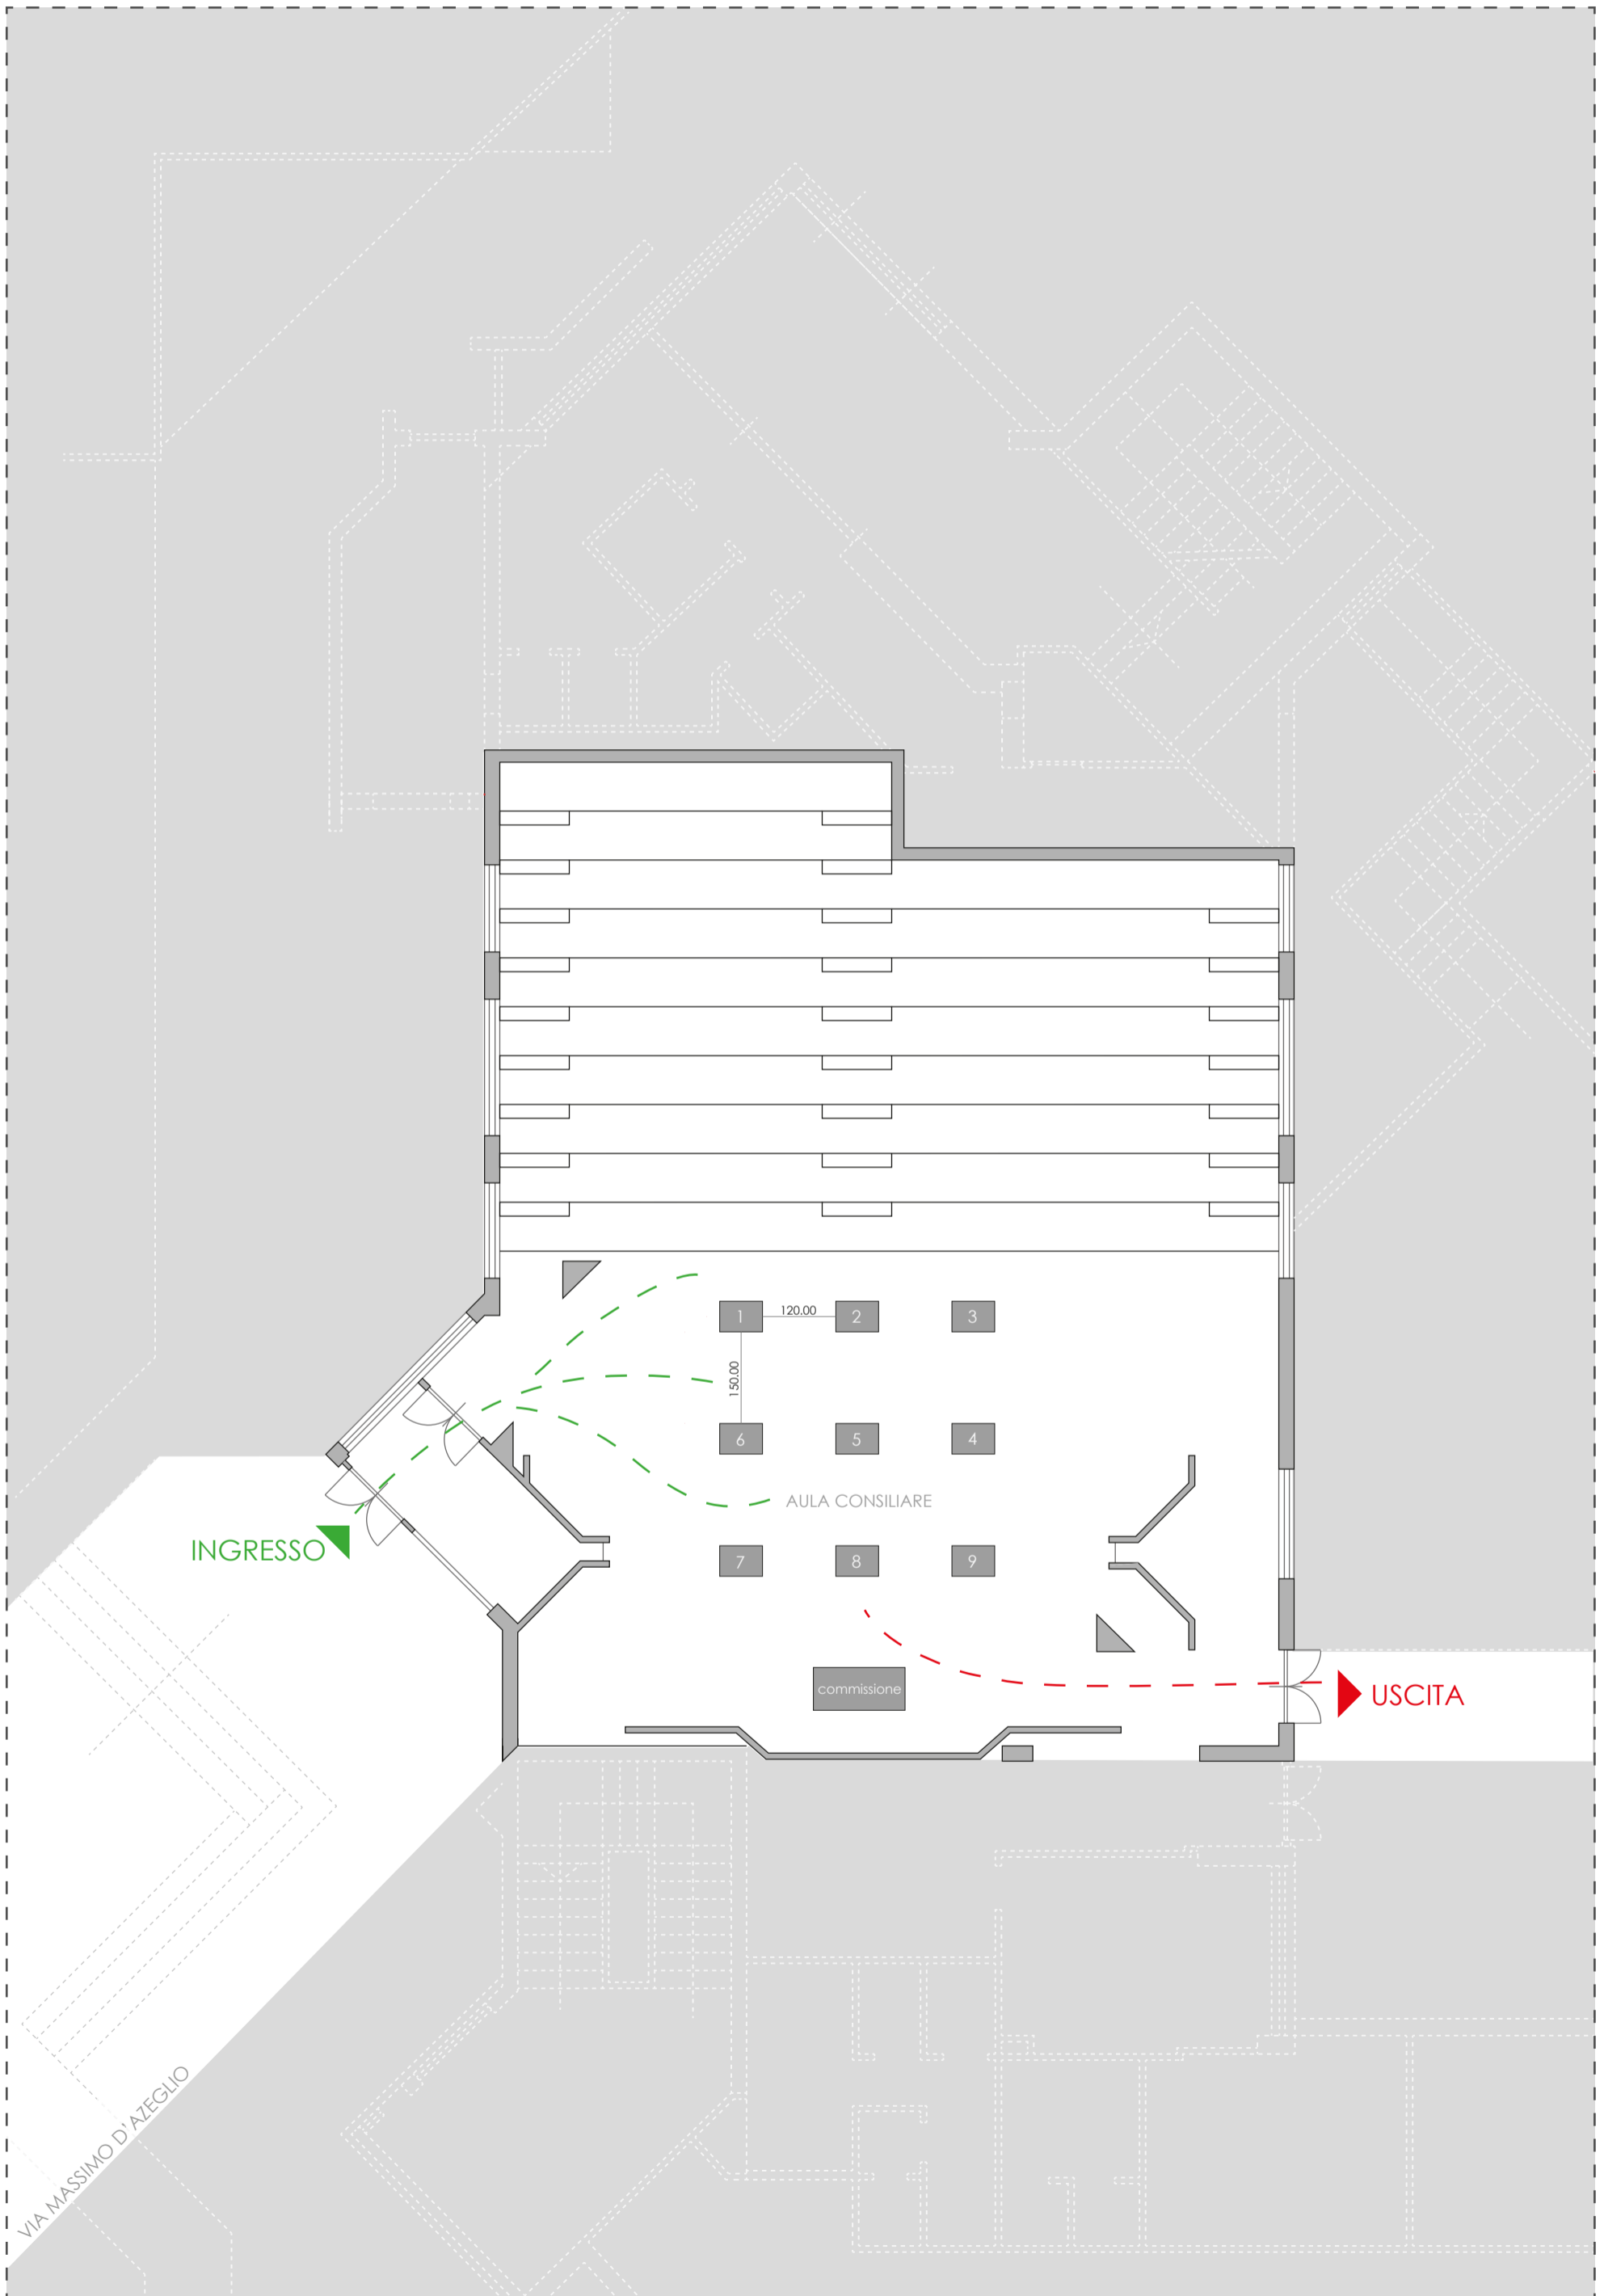 1
120.00
2
3
150.00
6
5
4
AULA CONSILIARE
INGRESSO
7
8
9
commissione
USCITA
VIA MASSIMO D'AZEGLIO